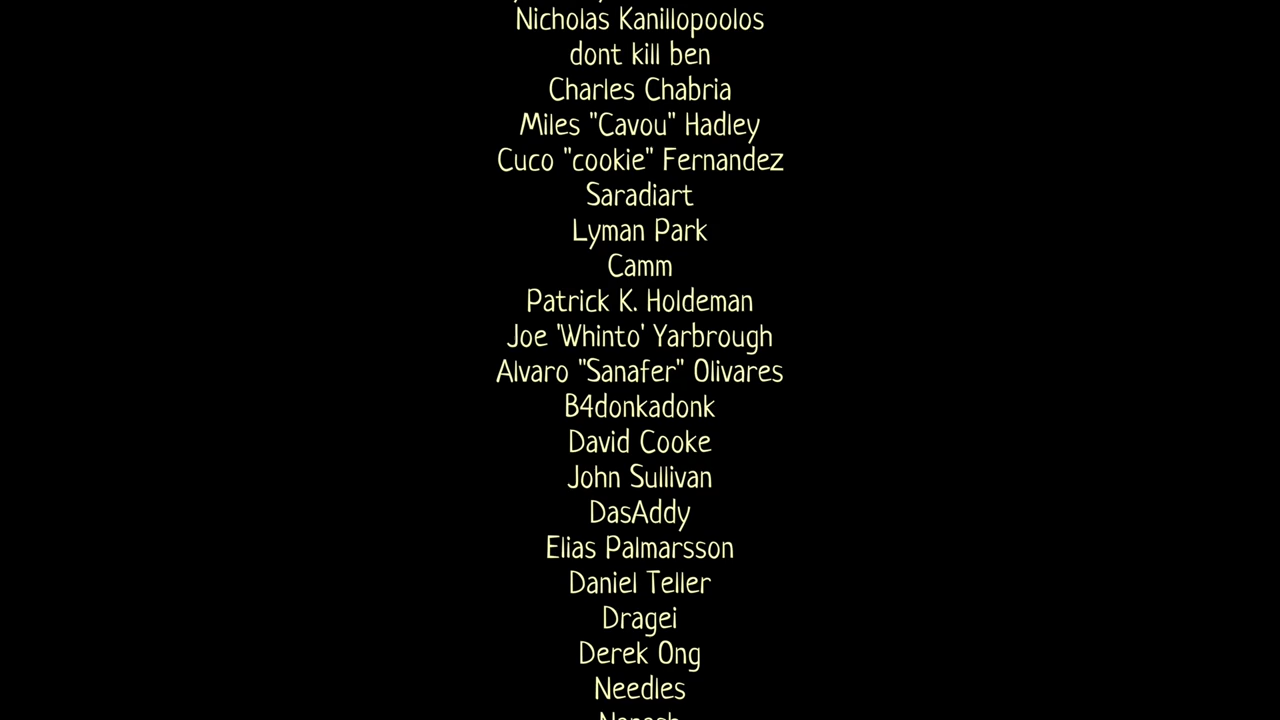 Nicholas Kanillopoolos
dont kill ben
Charles Chabria
Miles "Cavou" Hadley
Cuco "cookie" Fernandez
Saradiart
Lyman Park
Camm
Patrick K. Holdeman
Joe 'Whinto' Yarbrough
Alvaro "Sanafer" Olivares
B4donkadonk
David Cooke
John Sullivan
DasAddy
Elias Palmarsson
Daniel Teller
Dragei
Derek Ong
Needles